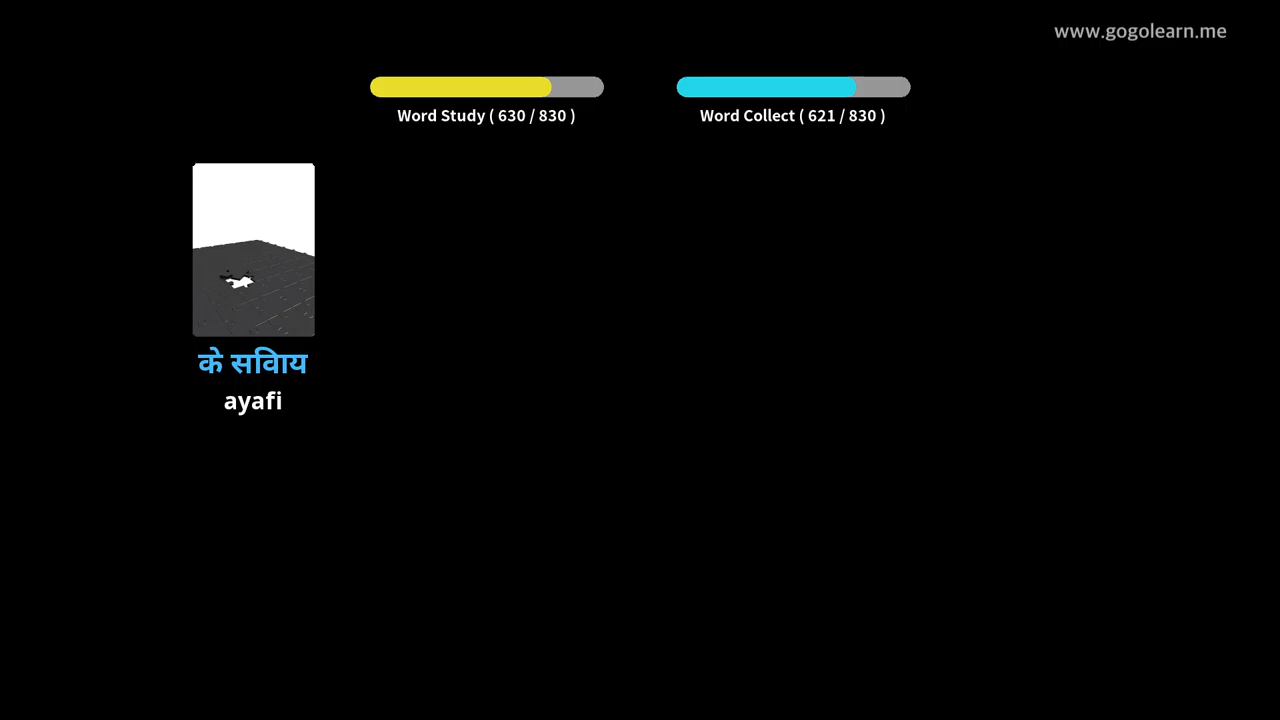 www.gogolearn.me
Word Study ( 630 / 830 )
Word Collect ( 621 / 830 )
के सिवाय
ayafi